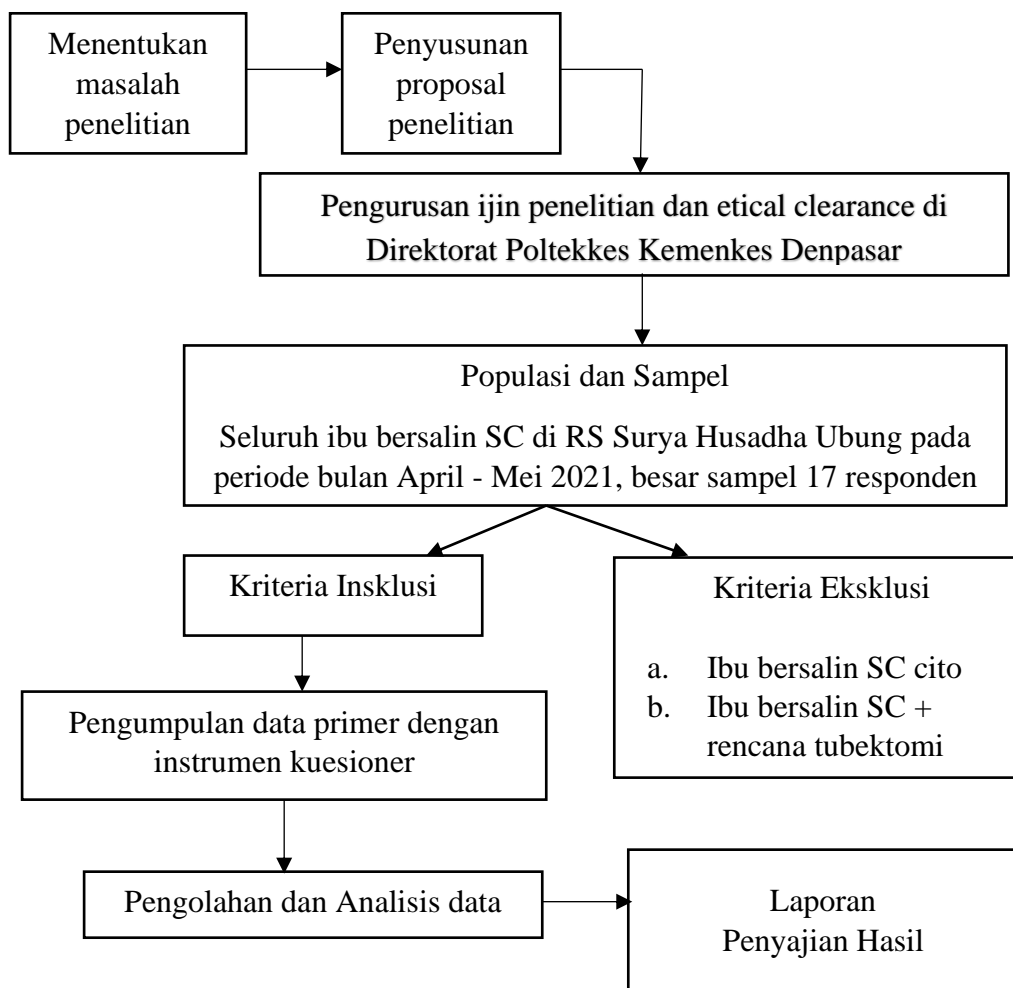 Menentukan
masalah
penelitian
Penyusunan
proposal
penelitian
Pengurusan ijin penelitian dan etical clearance di
Direktorat Poltekkes Kemenkes Denpasar
Populasi dan Sampel
Seluruh ibu bersalin SC di RS Surya Husadha Ubung pada
periode bulan April - Mei 2021, besar sampel 17 responden
Kriteria Insklusi
Kriteria Eksklusi
a. Ibu bersalin SC cito
b. Ibu bersalin SC +
rencana tubektomi
Pengumpulan data primer dengan
instrumen kuesioner
Pengolahan dan Analisis data
Laporan
Penyajian Hasil